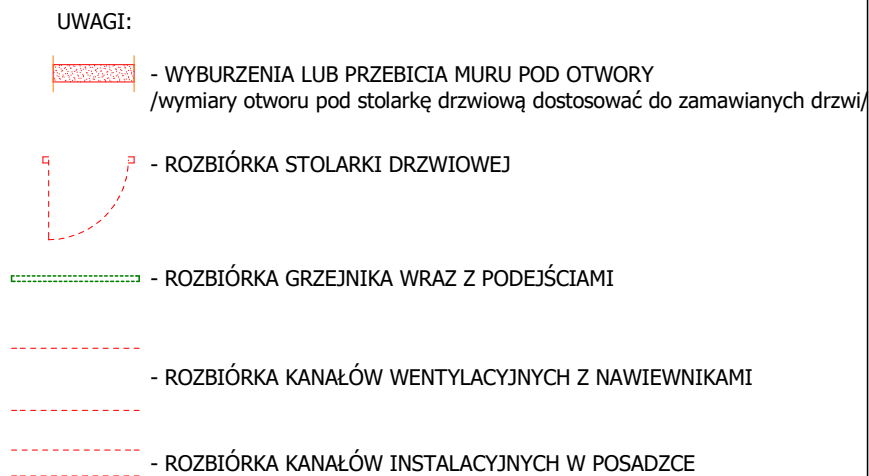 UWAGI:
- WYBURZENIA LUB PRZEBICIA MURU POD OTWORY
/wymiary otworu pod stolarkę drzwiową dostosować do zamawianych drzwi/
- ROZBIÓRKA STOLARKI DRZWIOWEJ
- ROZBIÓRKA GRZEJNIKA WRAZ Z PODEJŚCIAMI
- ROZBIÓRKA KANAŁÓW WENTYLACYJNYCH Z NAWIEWNIKAMI
- ROZBIÓRKA KANAŁÓW INSTALACYJNYCH W POSADZCE